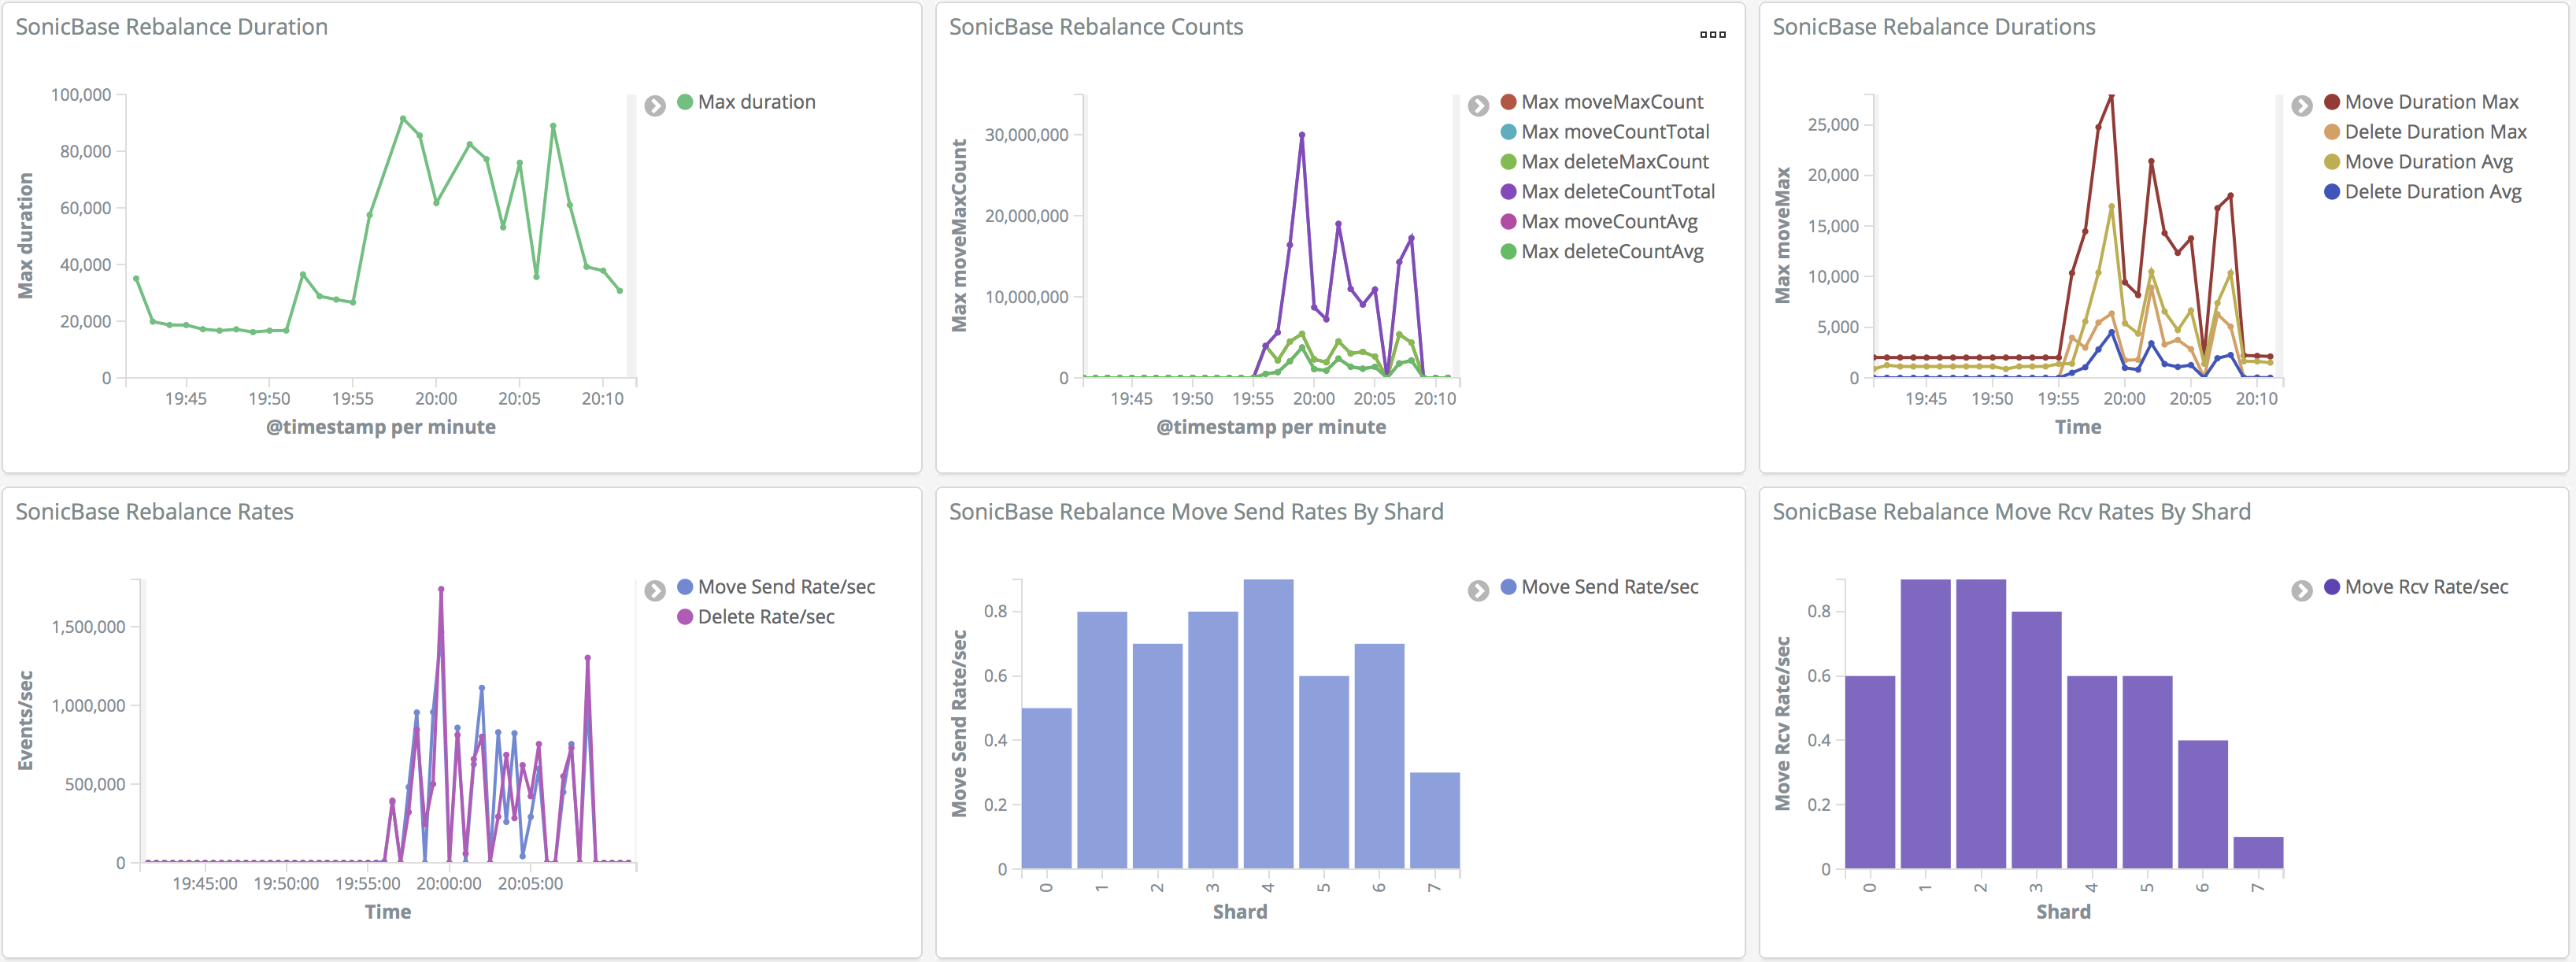 SonicBase Rebalance Duration
Max duration
100,000
80,000
60,000
40,000
20,000
0
19:45 19:50 19:55 20:00 20:05 20:10
@timestamp per minute
Max duration
SonicBase Rebalance Counts
Max moveMaxCount
30,000,000
20,000,000
10,000,000
0
19:45 19:50 19:55 20:00 20:05 20:10
@timestamp per minute
Max moveMaxCount
Max moveCountTotal
Max deleteMaxCount
Max deleteCountTotal
Max moveCountAvg
Max deleteCountAvg
SonicBase Rebalance Durations
Max moveMax
25,000
20,000
15,000
10,000
5,000
0
19:45 19:50 19:55 20:00 20:05 20:10
Time
Move Duration Max
Delete Duration Max
Move Duration Avg
Delete Duration Avg
SonicBase Rebalance Rates
Events/sec
1,500,000
1,000,000
500,000
0
19:45:00 19:50:00 19:55:00 20:00:00 20:05:00
Time
Move Send Rate/sec
Delete Rate/sec
SonicBase Rebalance Move Send Rates By Shard
Move Send Rate/sec
0.8
0.6
0.4
0.2
0
0 1 2 3 4 5 6 7
Shard
Move Send Rate/sec
SonicBase Rebalance Move Rcv Rates By Shard
Move Rcv Rate/sec
0.8
0.6
0.4
0.2
0
0 1 2 3 4 5 6 7
Shard
Move Rcv Rate/sec